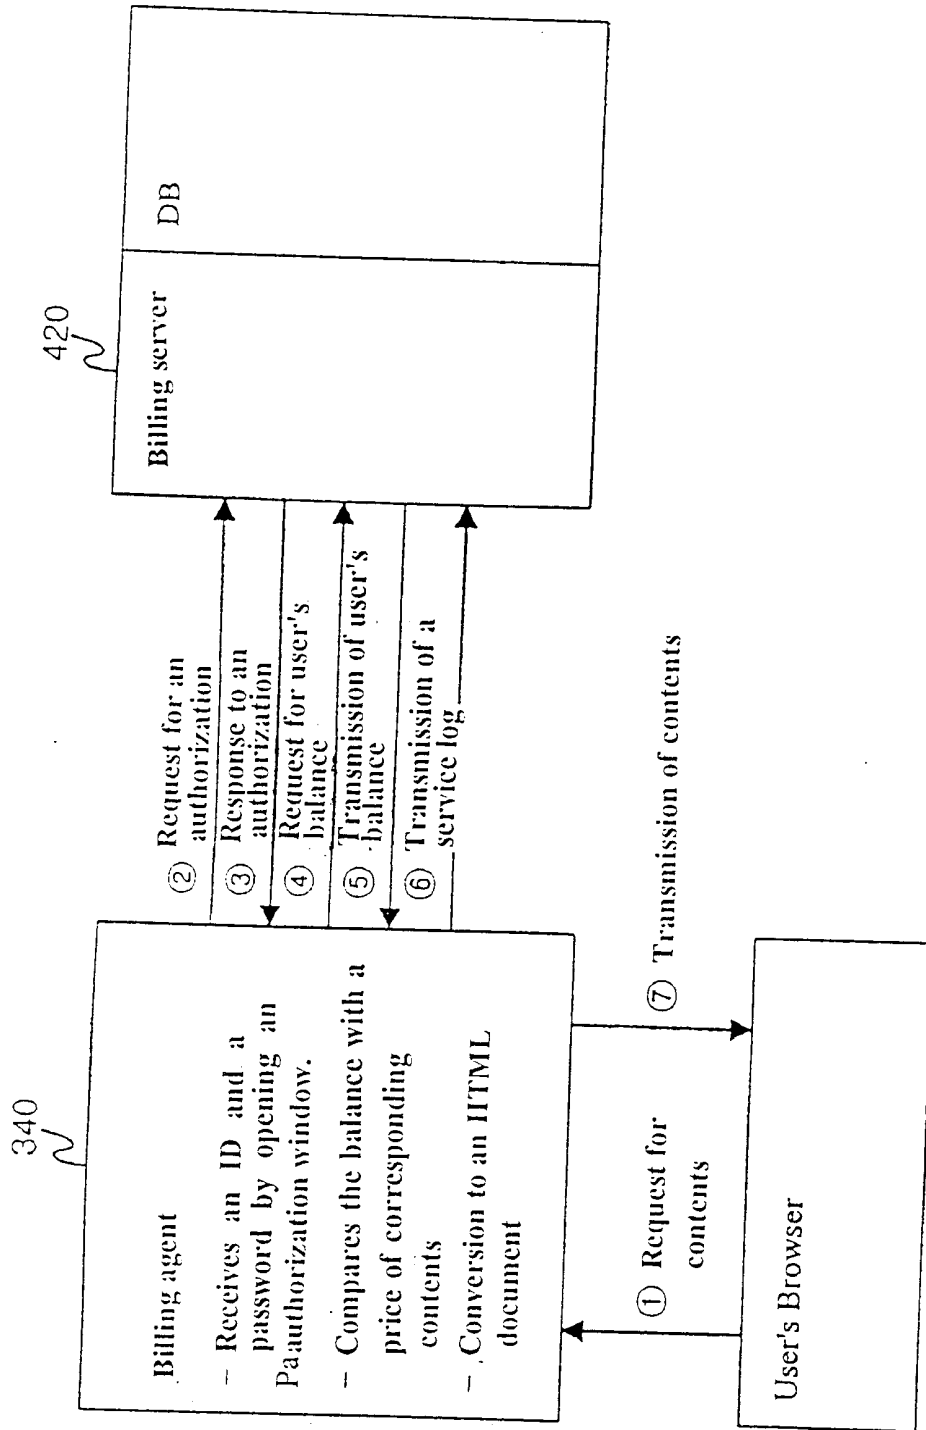 340
Billing agent
– Receives an ID and a
password by opening an
Paauthorization window.
– Compares the balance with a
price of corresponding
contents
– Conversion to an HTML
document
② Request for an
authorization
③ Response to an
authorization
④ Request for user's
balance
⑤ Transmission of user's
balance
⑥ Transmission of a
service log
420
Billing server
DB
① Request for
contents
⑦ Transmission of contents
User's Browser